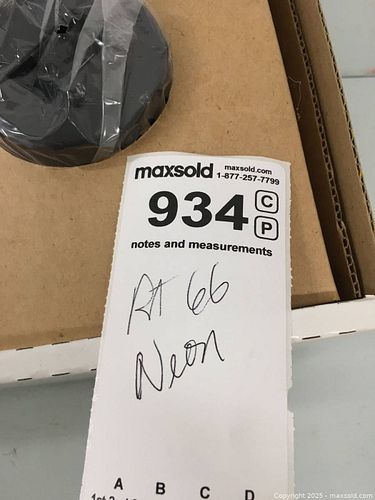 maxsold maxsold.com
1-877-257-7799
934 C
P
notes and measurements
Rt 66
Neon
A B C D
Copyright © 2025 - maxsold.com